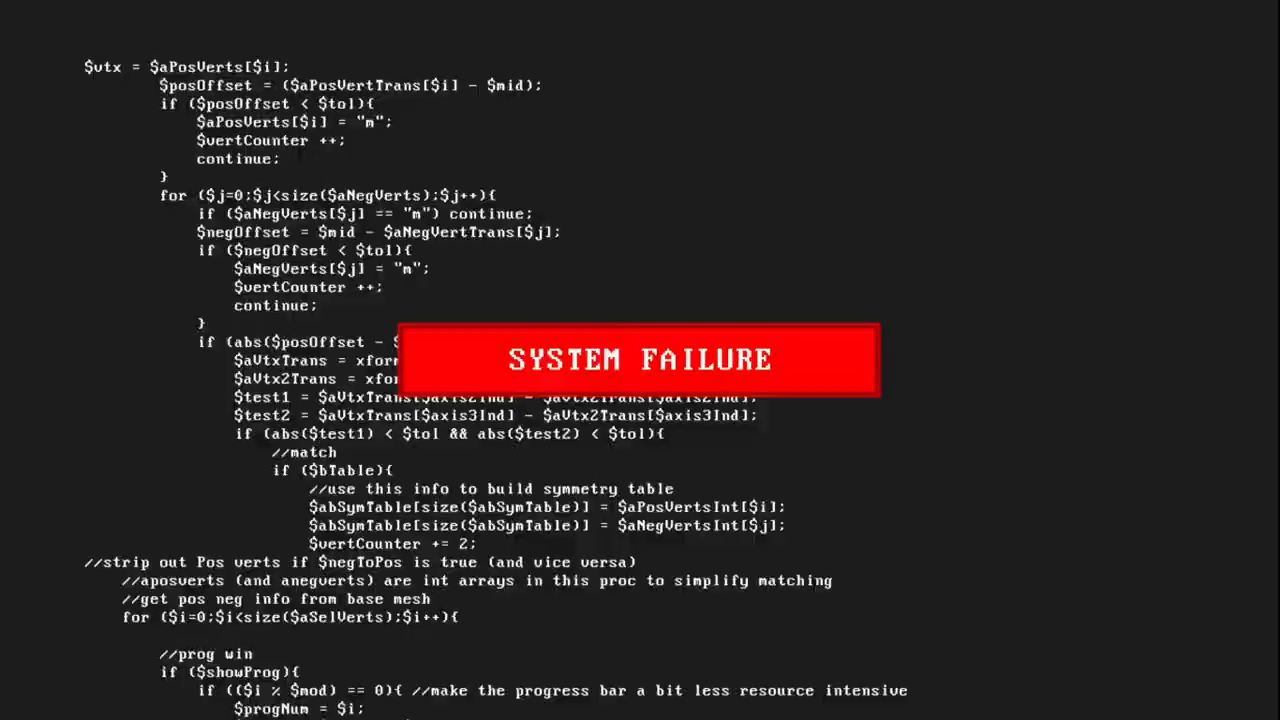 $vtx = $aPosVerts[$i];
$posOffset = ($aPosVertTrans[$i] - $mid);
if ($posOffset < $tol){
$aPosVerts[$i] = "m";
$vertCounter ++;
continue;
}
for ($j=0;$j<size($aNegVerts);$j++){
if ($aNegVerts[$j] == "m") continue;
$negOffset = $mid - $aNegVertTrans[$j];
if ($negOffset < $tol){
$aNegVerts[$j] = "m";
$vertCounter ++;
continue;
}
if (abs($posOffset -
$aVtxTrans =
SYSTEM FAILURE
$aVtx2Trans =
$test1 = $aVtxTrans[$axis2Ind] - $aVtx2Trans[$axis2Ind];
$test2 = $aVtxTrans[$axis3Ind] - $aVtx2Trans[$axis3Ind];
if (abs($test1) < $tol && abs($test2) < $tol){
//match
if ($bTable){
//use this info to build symmetry table
$abSymTable[size($abSymTable)] = $aPosVertsInt[$i];
$abSymTable[size($abSymTable)] = $aNegVertsInt[$j];
$vertCounter += 2;
//strip out Pos verts if $negToPos is true (and vice versa)
//aposverts (and anegverts) are int arrays in this proc to simplify matching
//get pos neg info from base mesh
for ($i=0;$i<size($aSelVerts);$i++){
//prog win
if ($showProg){
if (($i % $mod) == 0){ //make the progress bar a bit less resource intensive
$progNum = $i;